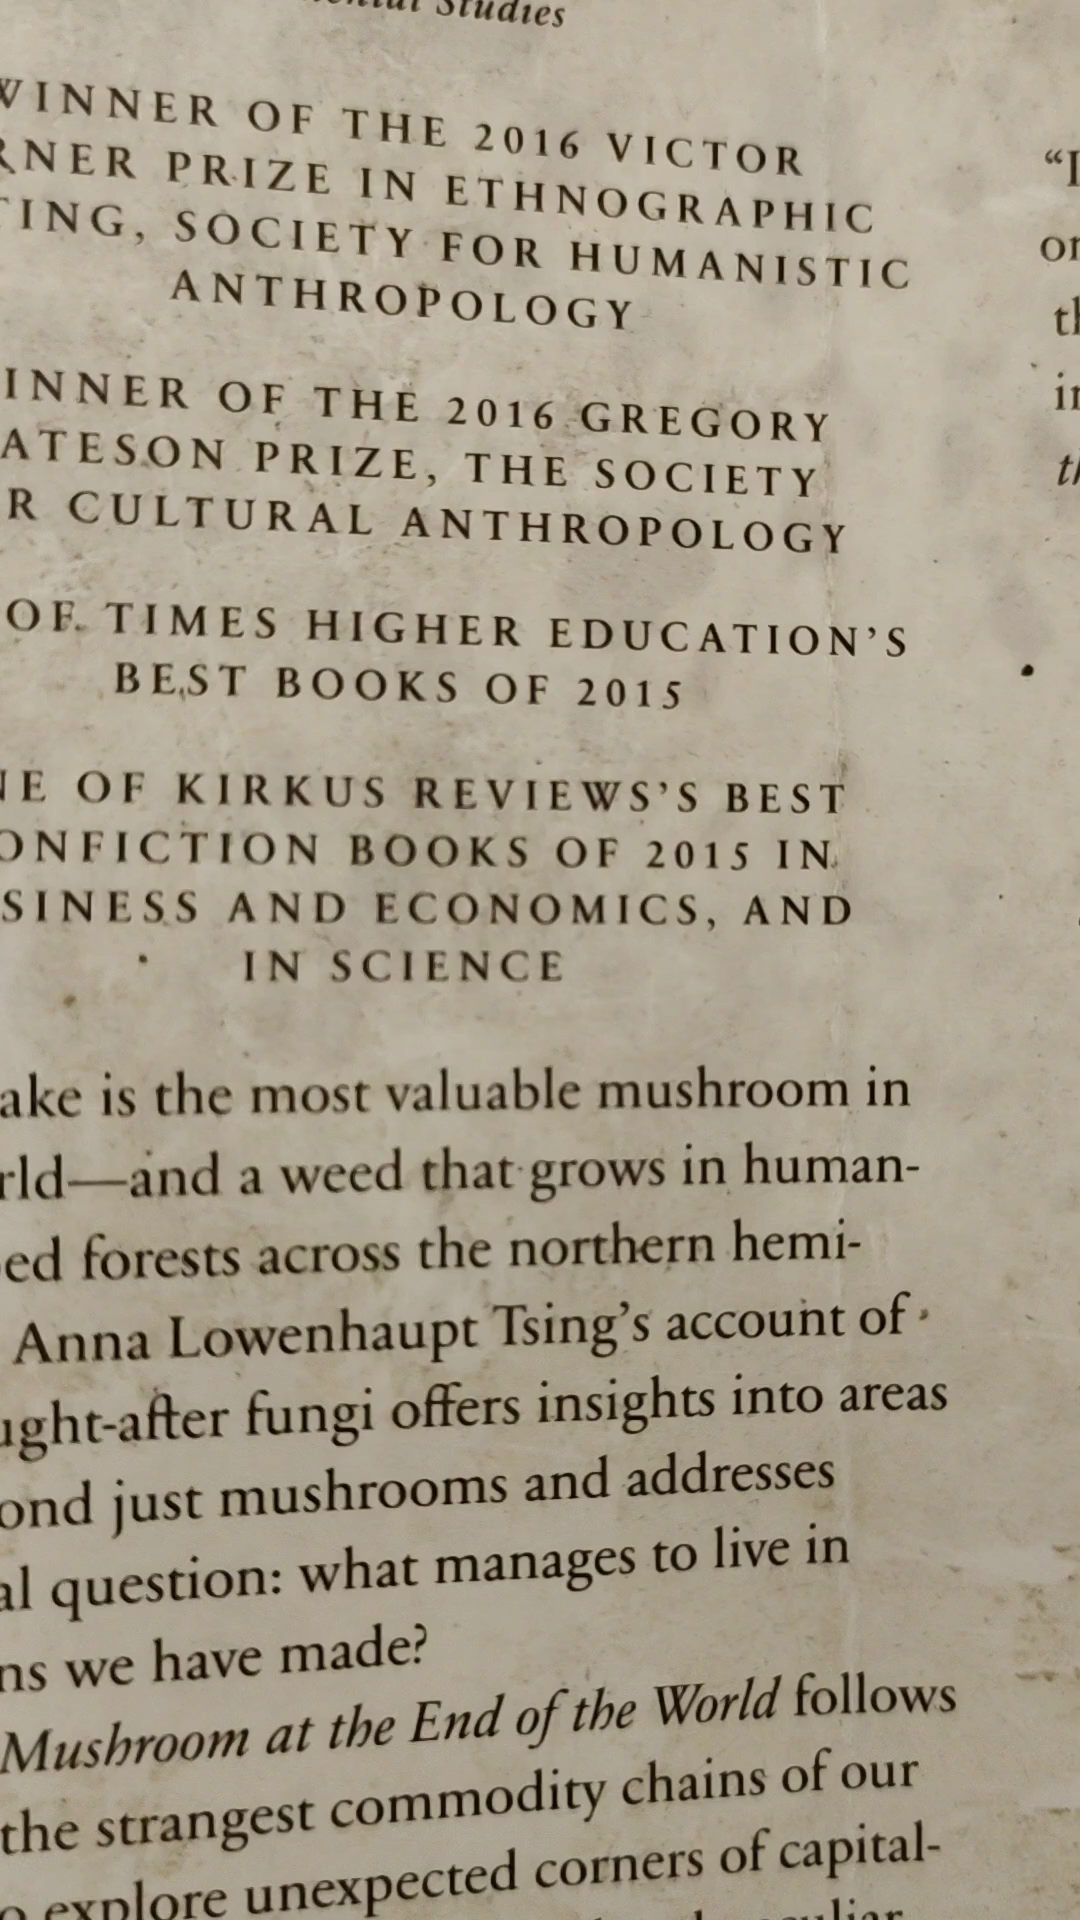 Studies
WINNER OF THE 2016 VICTOR
RNER PRIZE IN ETHNOGRAPHIC
TING, SOCIETY FOR HUMANISTIC
ANTHROPOLOGY
INNER OF THE 2016 GREGORY
ATESON PRIZE, THE SOCIETY
R CULTURAL ANTHROPOLOGY
OF TIMES HIGHER EDUCATION'S
BEST BOOKS OF 2015
NE OF KIRKUS REVIEWS'S BEST
ONFICTION BOOKS OF 2015 IN
SINESS AND ECONOMICS, AND
IN SCIENCE
ake is the most valuable mushroom in
rld—and a weed that grows in human-
ed forests across the northern hemi-
Anna Lowenhaupt Tsing's account of
ught-after fungi offers insights into areas
ond just mushrooms and addresses
al question: what manages to live in
ns we have made?
Mushroom at the End of the World follows
the strangest commodity chains of our
o explore unexpected corners of capital-